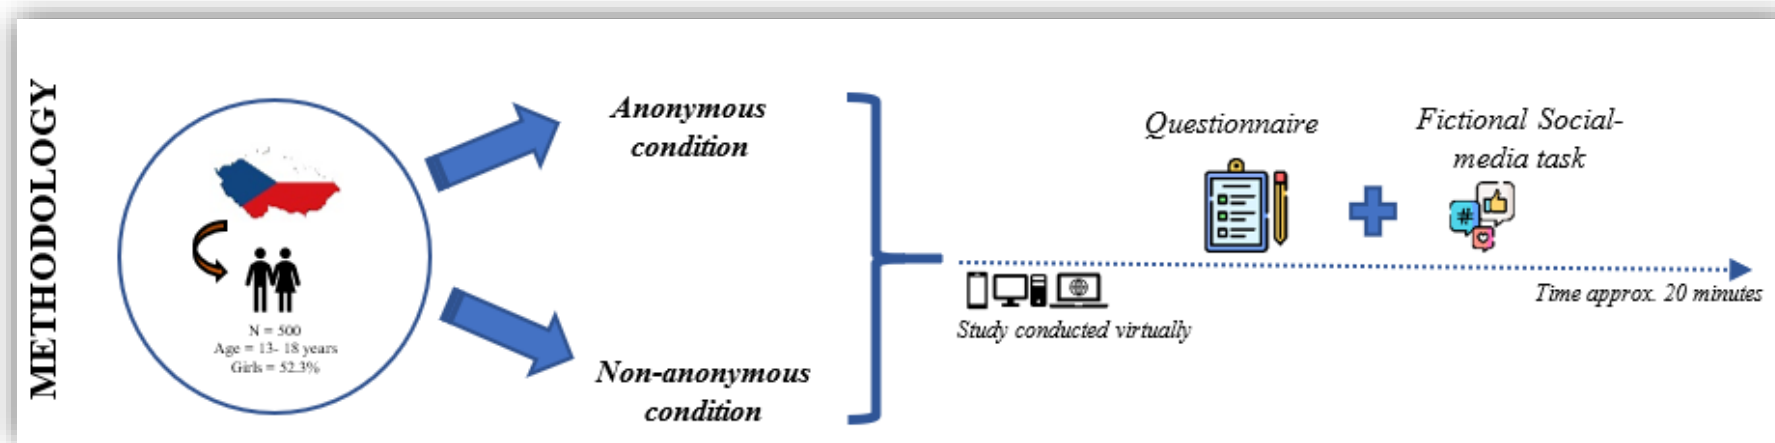 METHODOLOGY
N = 500
Age = 13- 18 years
Girls = 52.3%
Anonymous
condition
Non-anonymous
condition
Questionnaire
Fictional Social-
media task
#
Study conducted virtually
Time approx. 20 minutes